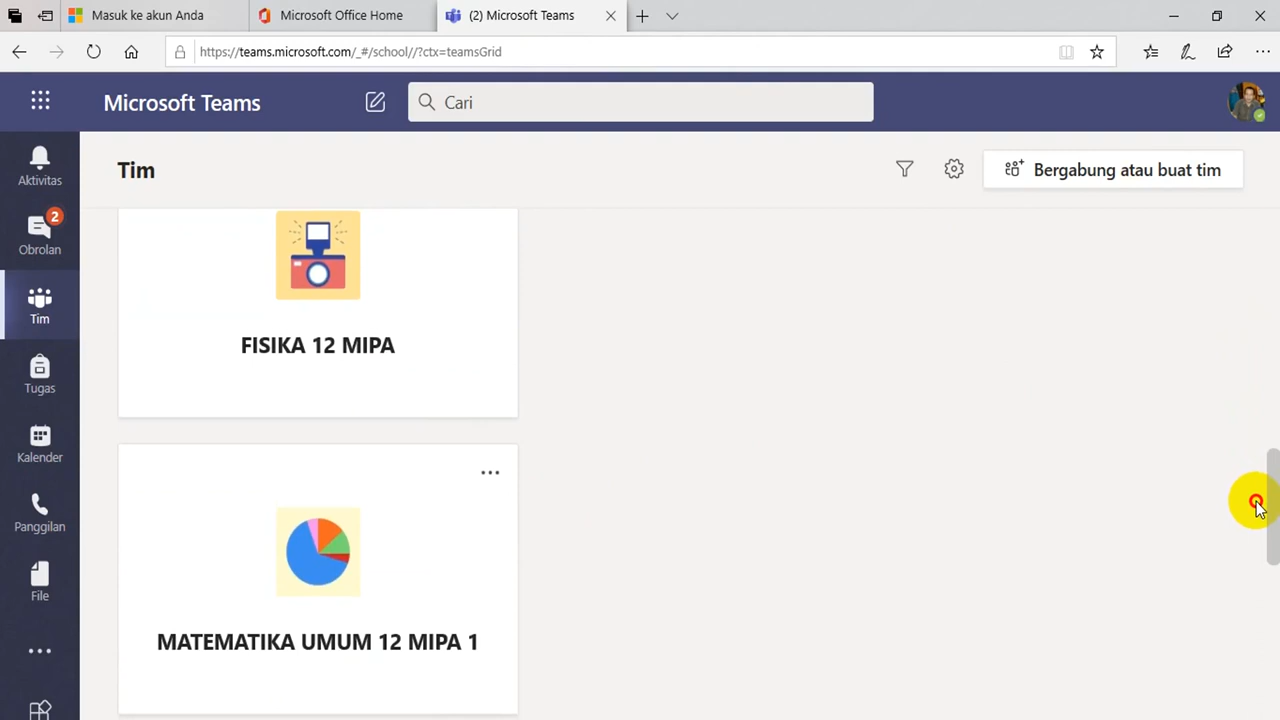 Masuk ke akun Anda
Microsoft Office Home
(2) Microsoft Teams
https://teams.microsoft.com/_#/school//?ctx=teamsGrid
Microsoft Teams
Cari
Aktivitas
2
Obrolan
Tim
Tugas
Kalender
Panggilan
File
Tim
Bergabung atau buat tim
FISIKA 12 MIPA
MATEMATIKA UMUM 12 MIPA 1